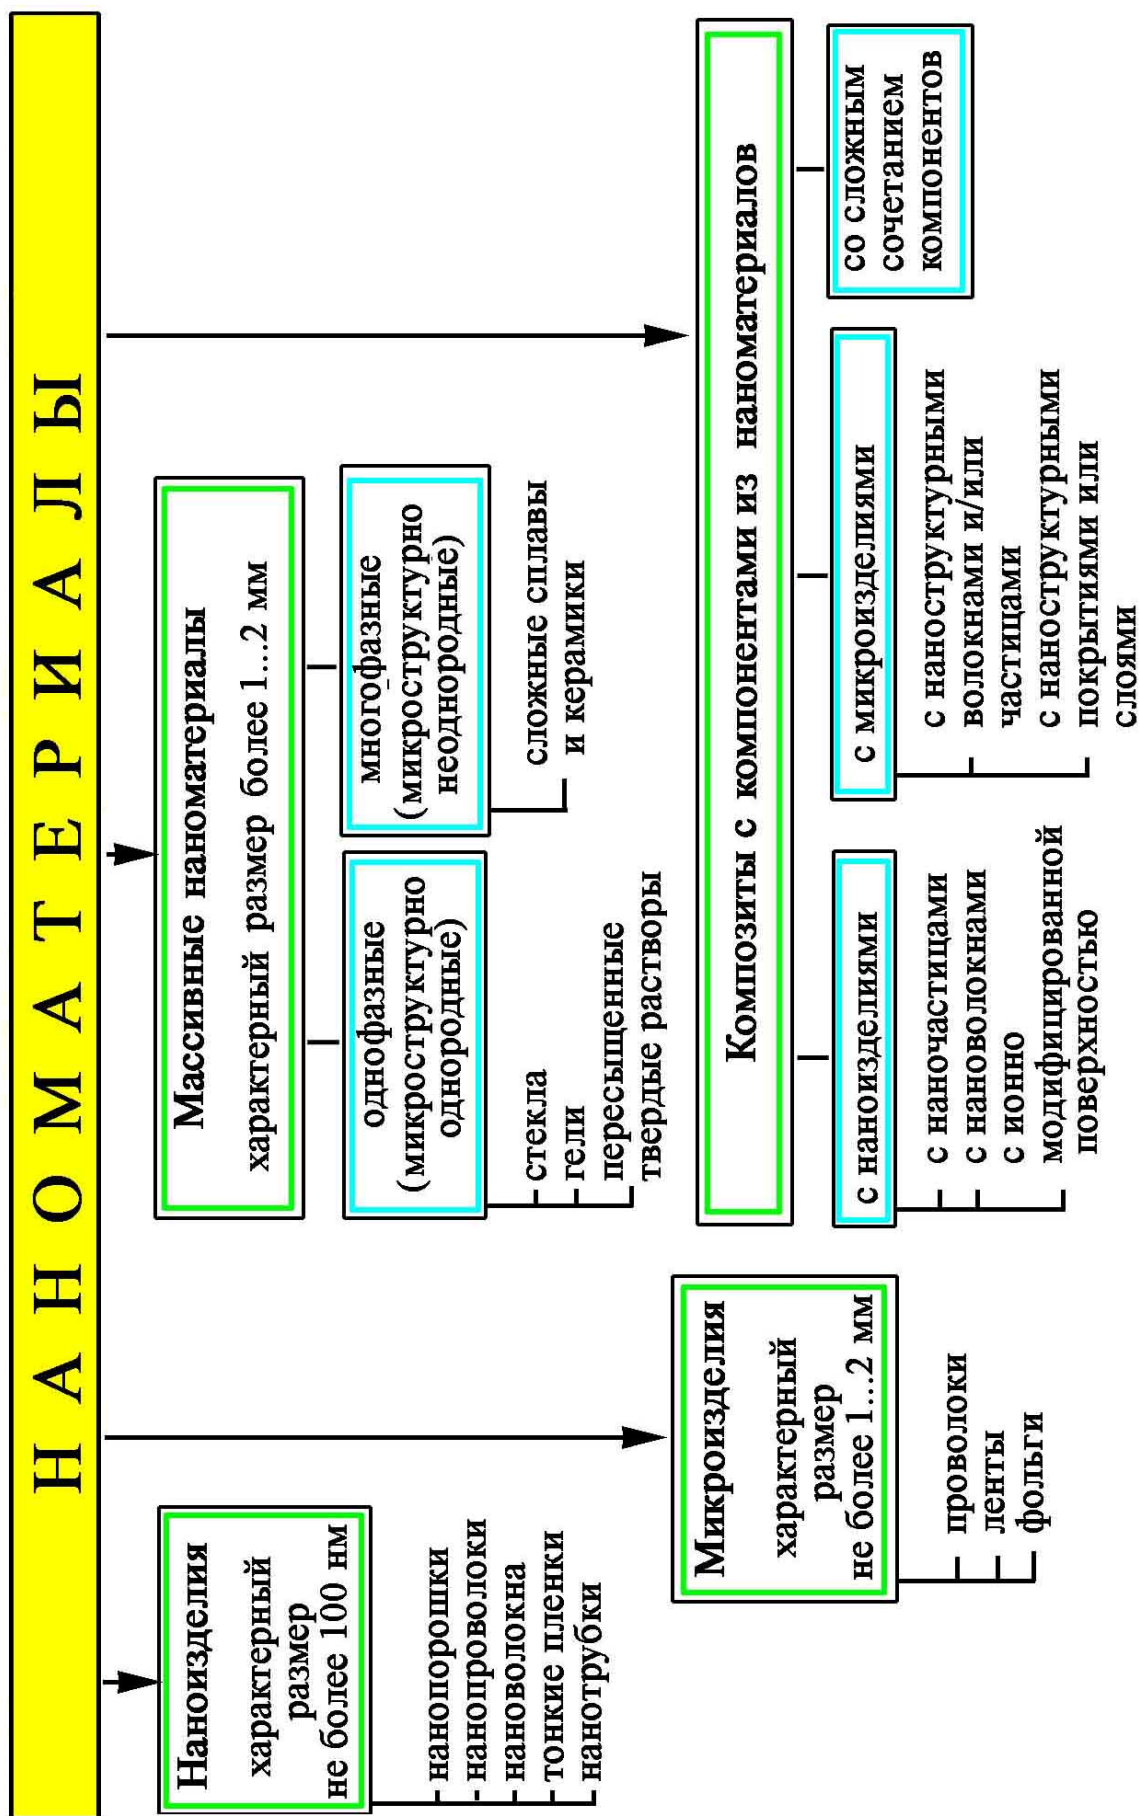 Н А Н О М А Т Е Р И А Л Ы
Наноизделия
характерный
размер
не более 100 нм
нанопорошки
нанопроволоки
нановолокна
тонкие пленки
нанотрубки
Микроизделия
характерный
размер
не более 1...2 мм
проволоки
ленты
фольги
Массивные наноматериалы
характерный размер более 1...2 мм
однофазные
(микроструктурно
однородные)
стекла
гели
пересыщенные
твердые растворы
многофазные
(микроструктурно
неоднородные)
сложные сплавы
и керамики
Композиты с компонентами из наноматериалов
с наноизделиями
с наночастицами
с нановолокнами
с ионно
модифицированной
поверхностью
с микроизделиями
с наноструктурными
волокнами и/или
частицами
с наноструктурными
покрытиями или
слоями
со сложным
сочетанием
компонентов